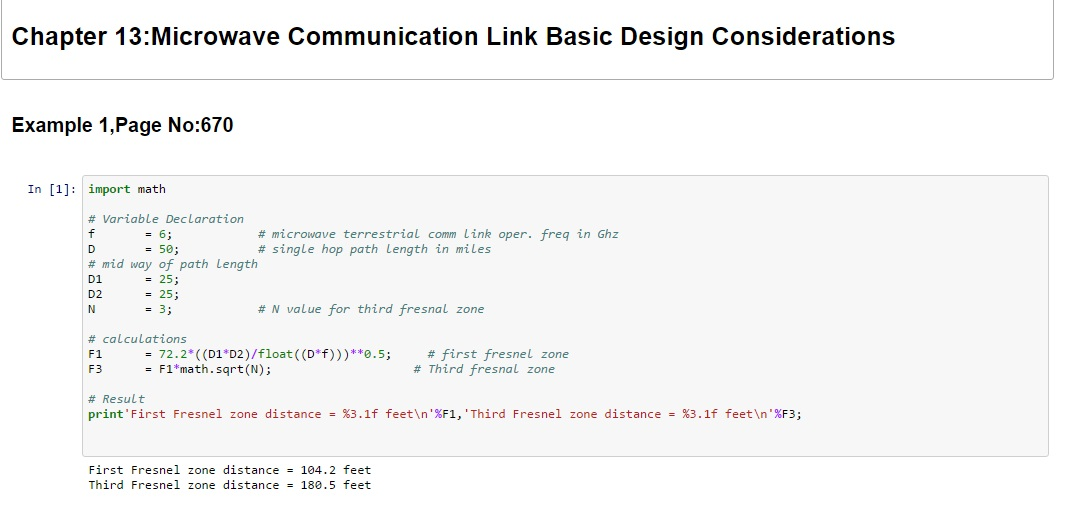 Chapter 13:Microwave Communication Link Basic Design Considerations
Example 1,Page No:670
In [1]: import math
# Variable Declaration
f = 6; # microwave terrestrial comm link oper. freq in Ghz
D = 50; # single hop path length in miles
# mid way of path length
D1 = 25;
D2 = 25;
N = 3; # N value for third fresnal zone
# calculations
F1 = 72.2*((D1*D2)/float((D*f)))**0.5; # first fresnel zone
F3 = F1*math.sqrt(N); # Third fresnal zone
# Result
print'First Fresnel zone distance = %3.1f feet\n'%F1,'Third Fresnel zone distance = %3.1f feet\n'%F3;
First Fresnel zone distance = 104.2 feet
Third Fresnel zone distance = 180.5 feet